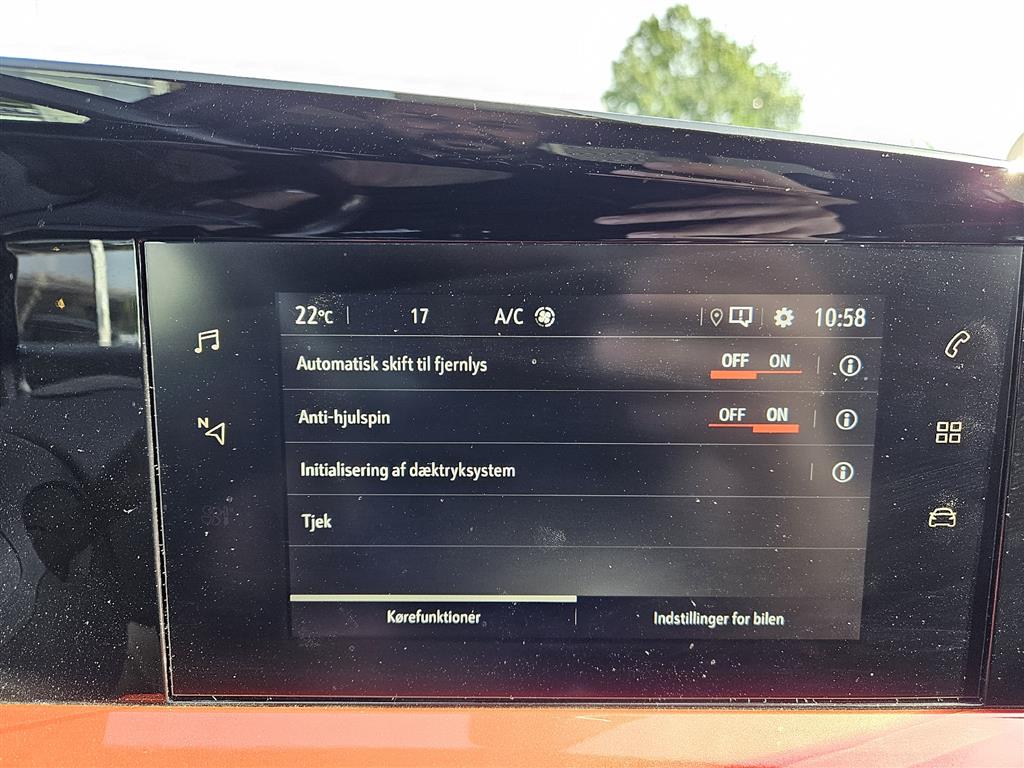 22°C 17 A/C 10:58
Automatisk skift til fjernlys OFF ON
N
Anti-hjulspin OFF ON
Initialisering af dæktryksystem
Tjek
Kørefunktioner Indstillinger for bilen